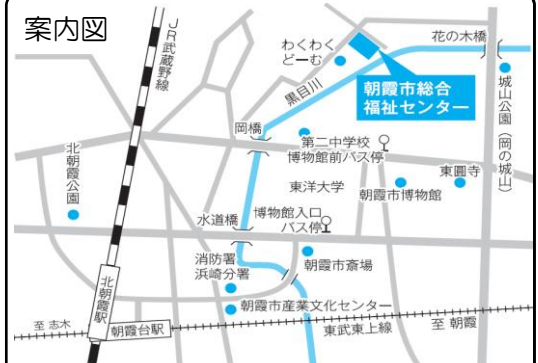 案内図
JR武蔵野線
わくわく
どーむ
花の木橋
黒目川
朝霞市総合
福祉センター
城山公園(岡の城山)
岡橋
第二中学校
博物館前バス停
北朝霞公園
東洋大学
東圓寺
朝霞市博物館
水道橋
博物館入口
バス停
消防署
浜崎分署
朝霞市斎場
北朝霞駅
朝霞市産業文化センター
至 志木
朝霞台駅
東武東上線
至 朝霞